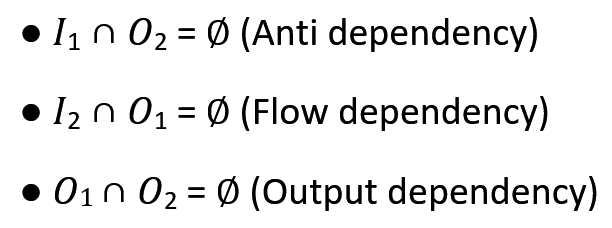 ● I₁ ∩ O₂ = ∅ (Anti dependency)
● I₂ ∩ O₁ = ∅ (Flow dependency)
● O₁ ∩ O₂ = ∅ (Output dependency)